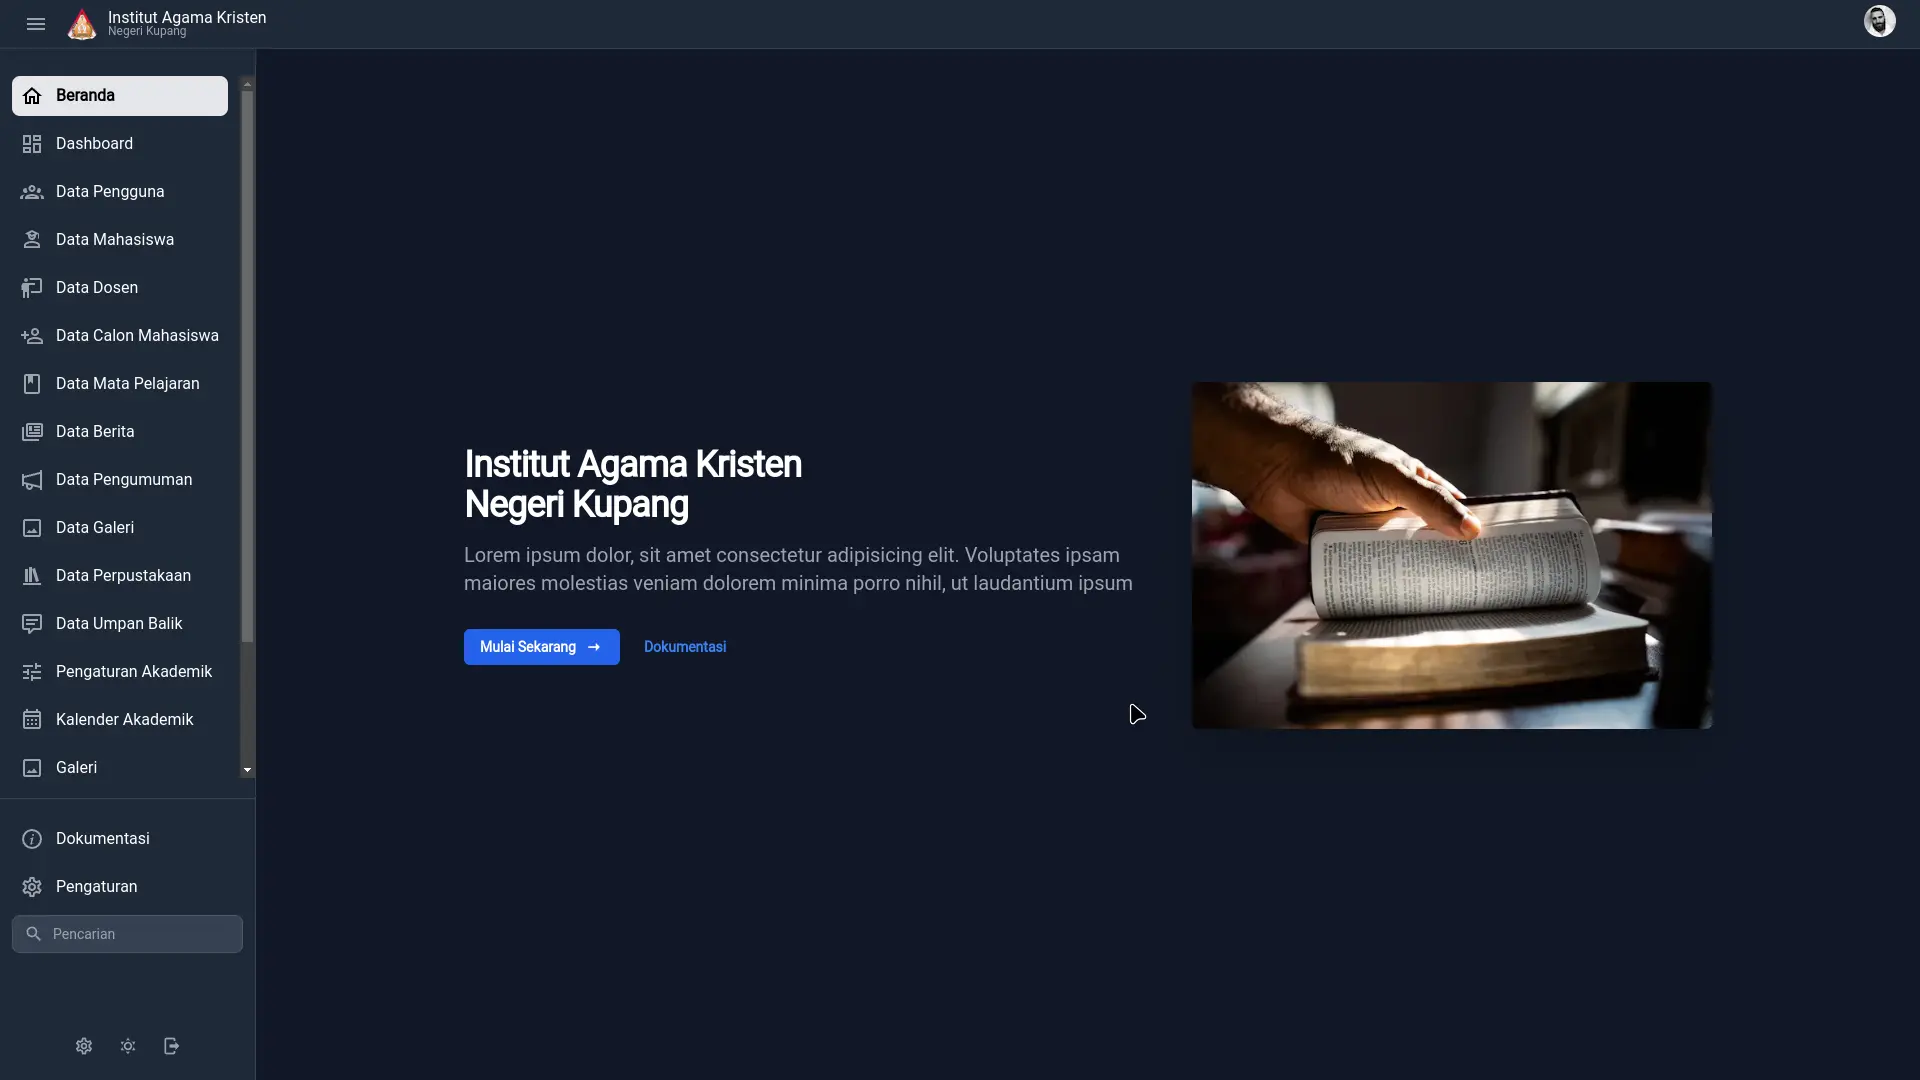 Institut Agama Kristen
Negeri Kupang
Beranda
Dashboard
Data Pengguna
Data Mahasiswa
Data Dosen
Data Calon Mahasiswa
Data Mata Pelajaran
Data Berita
Data Pengumuman
Data Galeri
Data Perpustakaan
Data Umpan Balik
Pengaturan Akademik
Kalender Akademik
Galeri
Dokumentasi
Pengaturan
Pencarian
Institut Agama Kristen
Negeri Kupang
Lorem ipsum dolor, sit amet consectetur adipisicing elit. Voluptates ipsam
maiores molestias veniam dolorem minima porro nihil, ut laudantium ipsum
Mulai Sekarang →
Dokumentasi